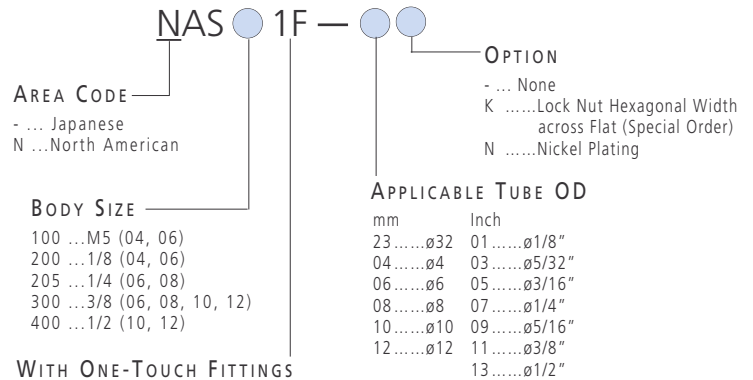 NAS 1F —
OPTION
- ... None
K ......Lock Nut Hexagonal Width
across Flat (Special Order)
N ......Nickel Plating
AREA CODE
- ... Japanese
N ...North American
APPLICABLE TUBE OD
mm Inch
23......ø32 01......ø1/8"
04......ø4 03......ø5/32"
06......ø6 05......ø3/16"
08......ø8 07......ø1/4"
10......ø10 09......ø5/16"
12......ø12 11......ø3/8"
13......ø1/2"
BODY SIZE
100 ...M5 (04, 06)
200 ...1/8 (04, 06)
205 ...1/4 (06, 08)
300 ...3/8 (06, 08, 10, 12)
400 ...1/2 (10, 12)
WITH ONE-TOUCH FITTINGS